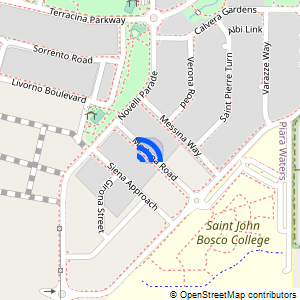 Terracina Parkway
Calvera Gardens
Albi Link
Sorrento Road
Verona Road
Varazze Way
Livorno Boulevard
Novelli Parade
Saint Pierre Turn
Messina Way
Piara Waters
Road
Siena Approach
Girona Street
Saint John
Bosco College
© OpenStreetMap contributors